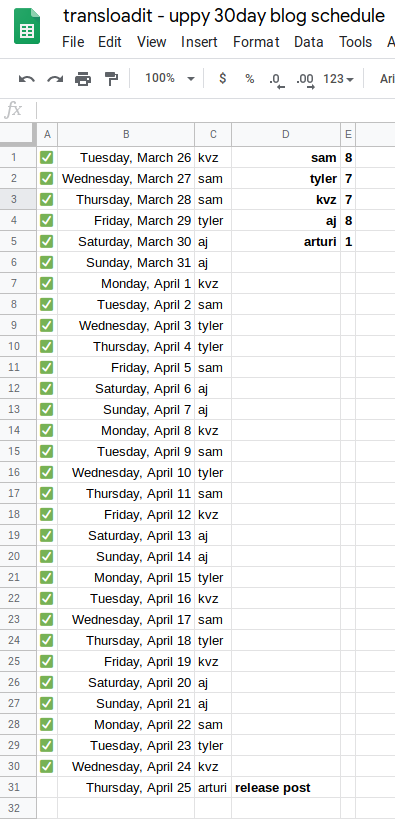 transloadit - uppy 30day blog schedule
File Edit View Insert Format Data Tools A
100% $ % .0 .00 123 Ari
fx
A B C D E
1 Tuesday, March 26 kvz sam 8
2 Wednesday, March 27 sam tyler 7
3 Thursday, March 28 sam kvz 7
4 Friday, March 29 tyler aj 8
5 Saturday, March 30 aj arturi 1
6 Sunday, March 31 aj
7 Monday, April 1 kvz
8 Tuesday, April 2 sam
9 Wednesday, April 3 tyler
10 Thursday, April 4 tyler
11 Friday, April 5 sam
12 Saturday, April 6 aj
13 Sunday, April 7 aj
14 Monday, April 8 kvz
15 Tuesday, April 9 sam
16 Wednesday, April 10 tyler
17 Thursday, April 11 sam
18 Friday, April 12 kvz
19 Saturday, April 13 aj
20 Sunday, April 14 aj
21 Monday, April 15 tyler
22 Tuesday, April 16 kvz
23 Wednesday, April 17 sam
24 Thursday, April 18 tyler
25 Friday, April 19 kvz
26 Saturday, April 20 aj
27 Sunday, April 21 aj
28 Monday, April 22 sam
29 Tuesday, April 23 tyler
30 Wednesday, April 24 kvz
31 Thursday, April 25 arturi release post
32